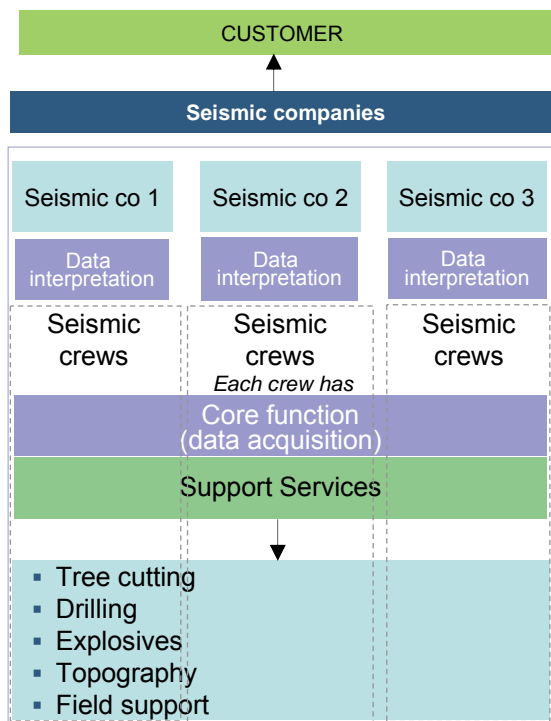 CUSTOMER
Seismic companies
Seismic co 1
Seismic co 2
Seismic co 3
Data
interpretation
Data
interpretation
Data
interpretation
Seismic
crews
Seismic
crews
Seismic
crews
Each crew has
Core function
(data acquisition)
Support Services
▪ Tree cutting
▪ Drilling
▪ Explosives
▪ Topography
▪ Field support